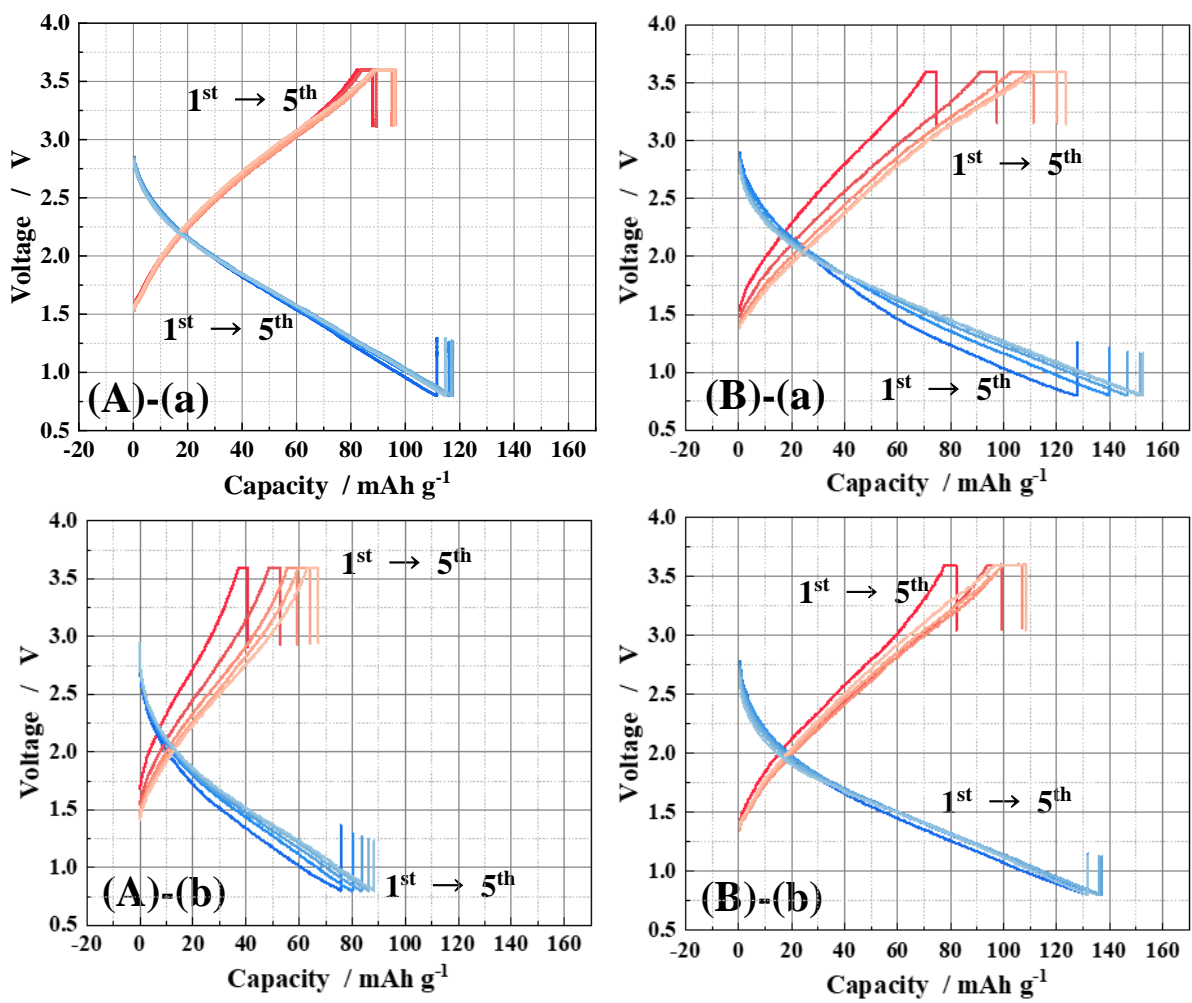 4.0
3.5
3.0
2.5
2.0
1.5
1.0
0.5
Voltage / V
1st → 5th
1st → 5th
(A)-(a)
-20 0 20 40 60 80 100 120 140 160
Capacity / mAh g-1
4.0
3.5
3.0
2.5
2.0
1.5
1.0
0.5
Voltage / V
1st → 5th
1st → 5th
(B)-(a)
-20 0 20 40 60 80 100 120 140 160
Capacity / mAh g-1
4.0
3.5
3.0
2.5
2.0
1.5
1.0
0.5
Voltage / V
1st → 5th
1st → 5th
(A)-(b)
-20 0 20 40 60 80 100 120 140 160
Capacity / mAh g-1
4.0
3.5
3.0
2.5
2.0
1.5
1.0
0.5
Voltage / V
1st → 5th
1st → 5th
(B)-(b)
-20 0 20 40 60 80 100 120 140 160
Capacity / mAh g-1